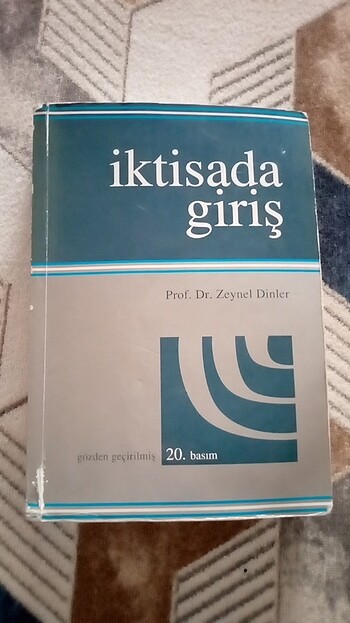 iktisada
giriş
Prof. Dr. Zeynel Dinler
gözden geçirilmiş 20. basım